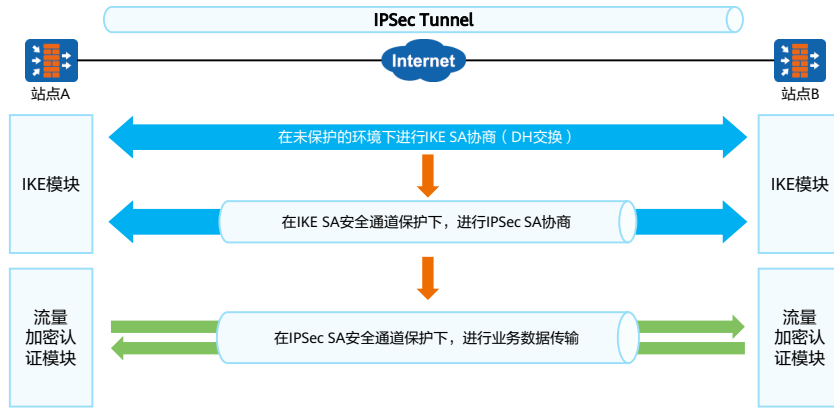 IPSec Tunnel
Internet
站点A
站点B
在未保护的环境下进行IKE SA协商（DH交换）
IKE模块
IKE模块
在IKE SA安全通道保护下，进行IPSec SA协商
流量
加密认
证模块
在IPSec SA安全通道保护下，进行业务数据传输
流量
加密认
证模块